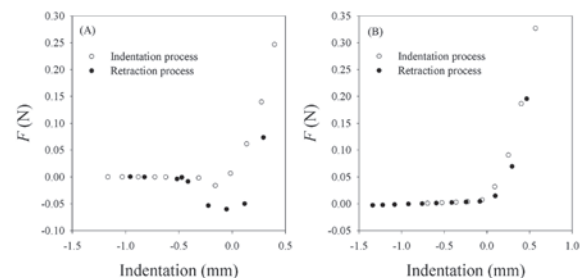 (A)
Indentation process
Retraction process
F (N)
0.30
0.25
0.20
0.15
0.10
0.05
0.00
-0.05
-0.10
-1.5
-1.0
-0.5
0.0
0.5
Indentation (mm)
(B)
Indentation process
Retraction process
F (N)
0.35
0.30
0.25
0.20
0.15
0.10
0.05
0.00
-0.05
-1.5
-1.0
-0.5
0.0
0.5
1.0
Indentation (mm)